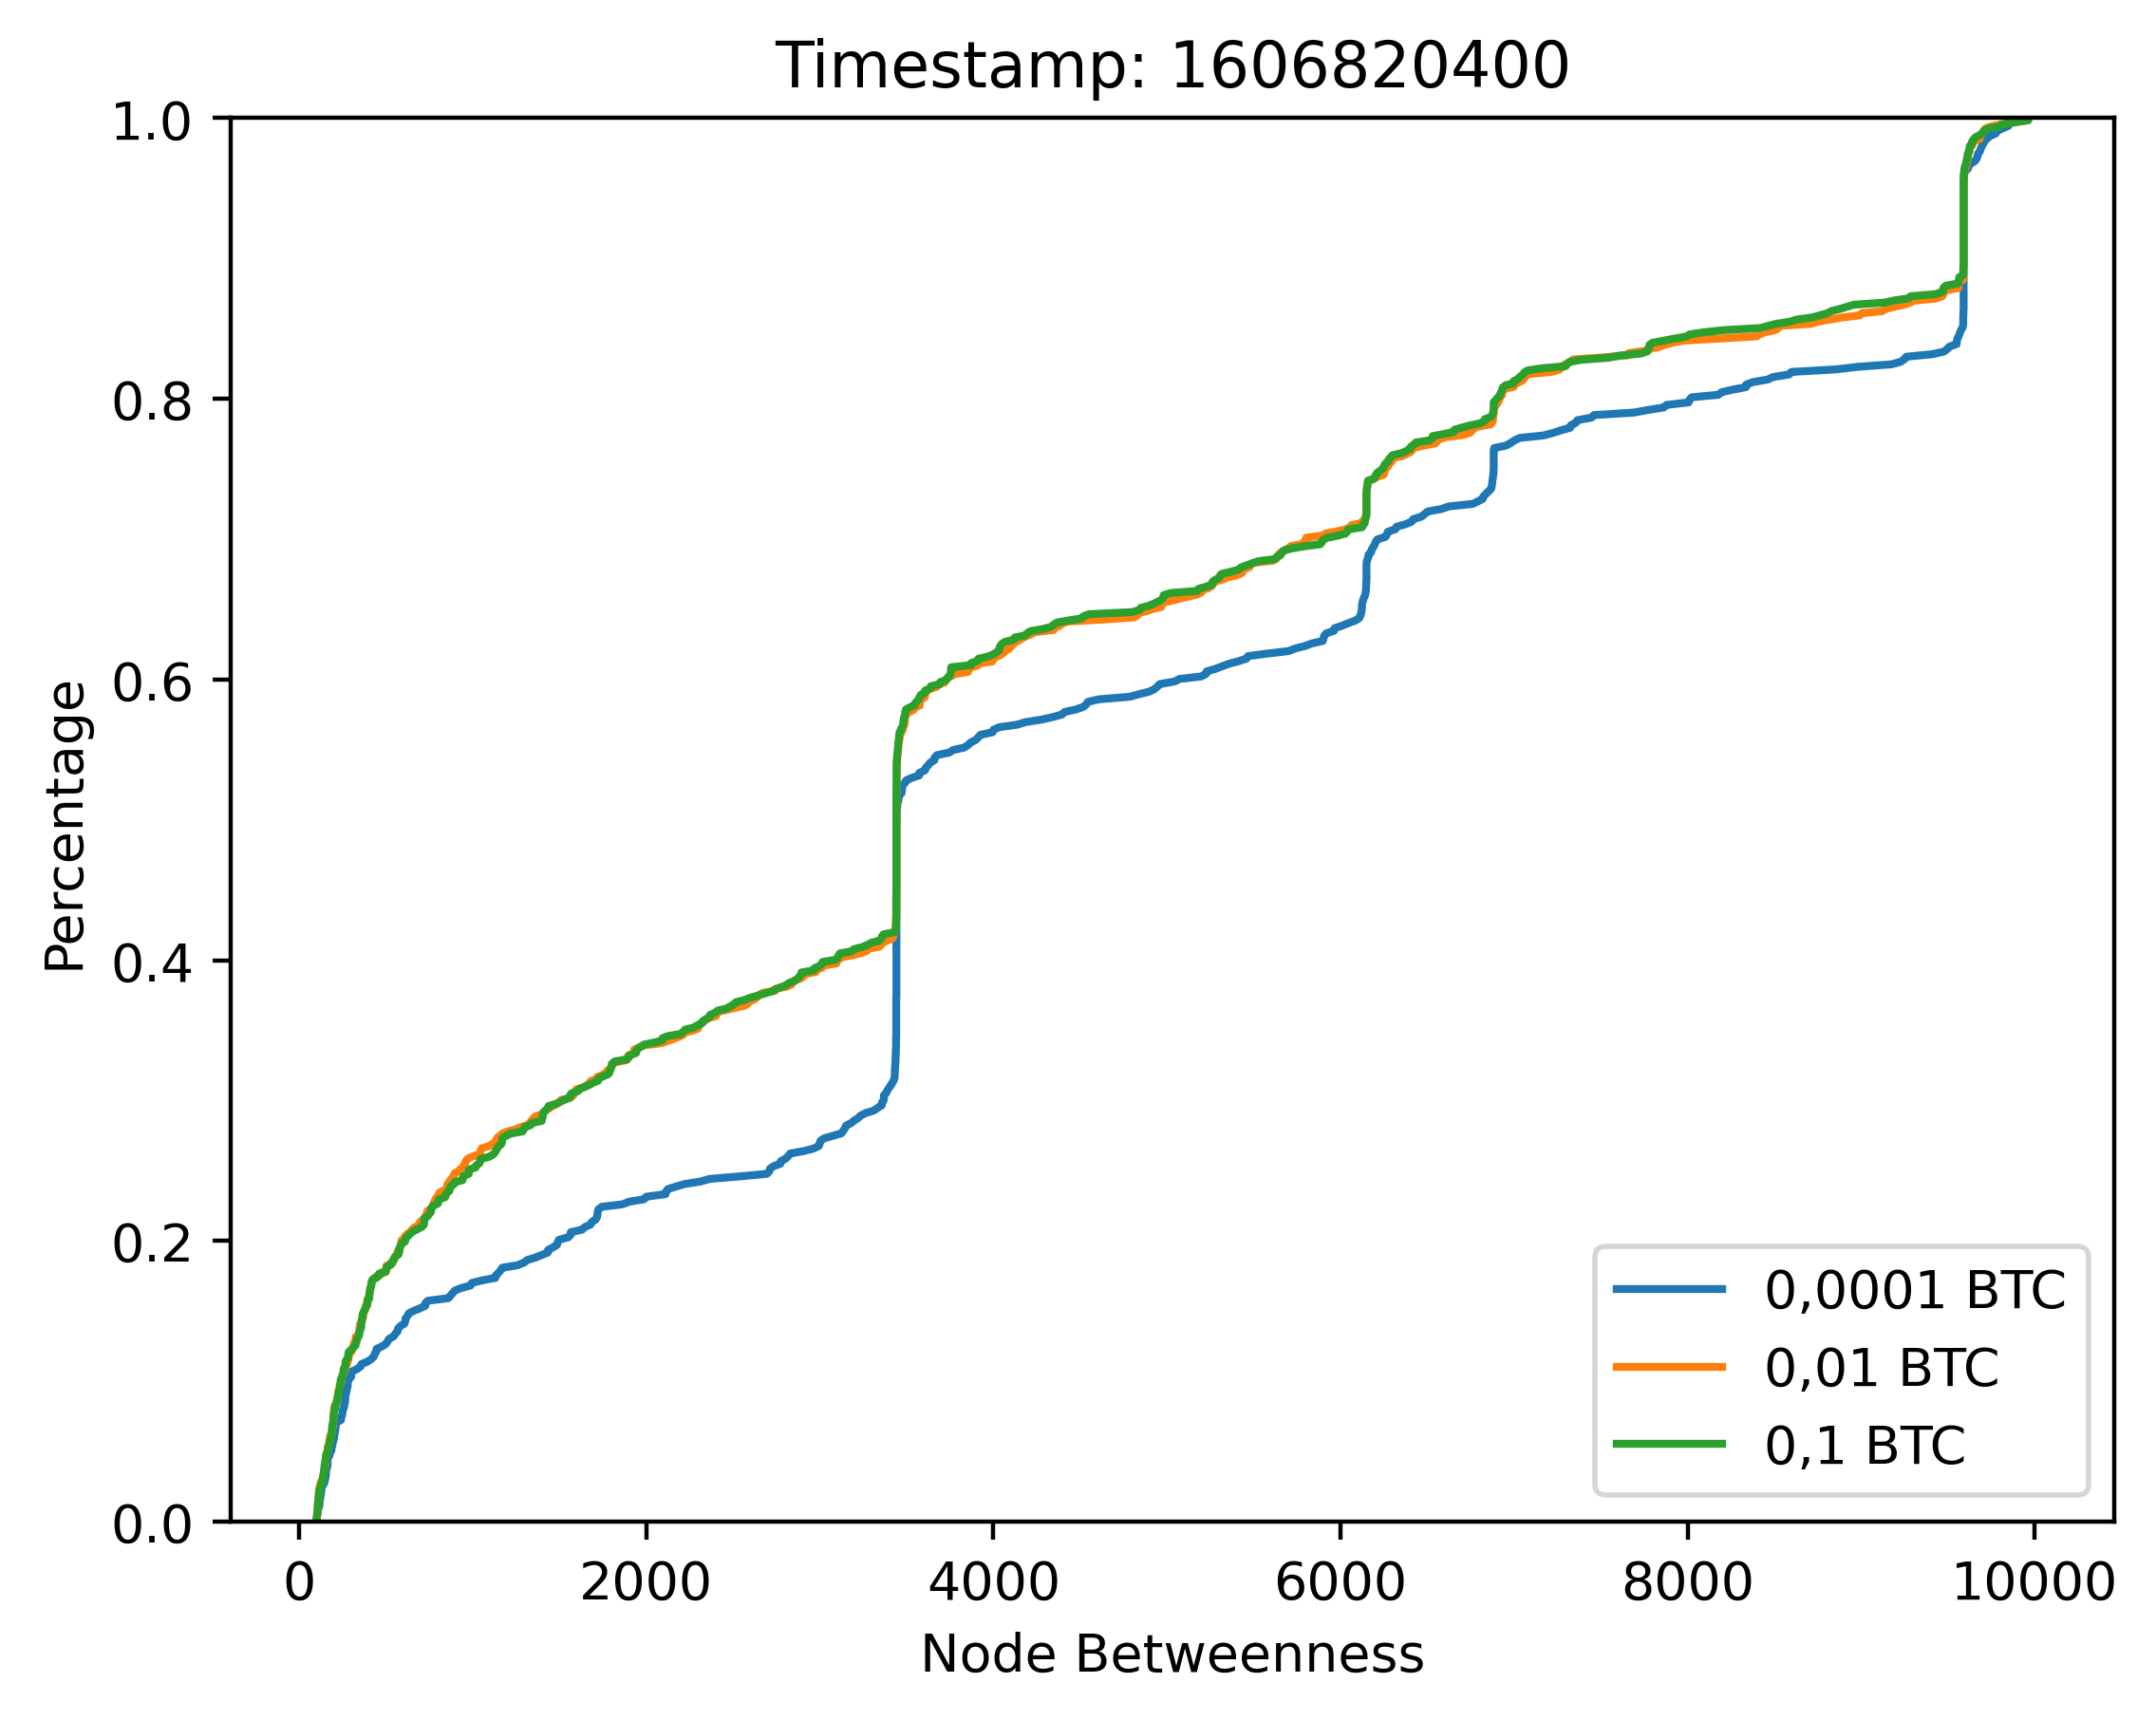 Timestamp: 1606820400
1.0
0.8
0.6
0.4
0.2
0.0
Percentage
0 2000 4000 6000 8000 10000
Node Betweenness
0,0001 BTC
0,01 BTC
0,1 BTC